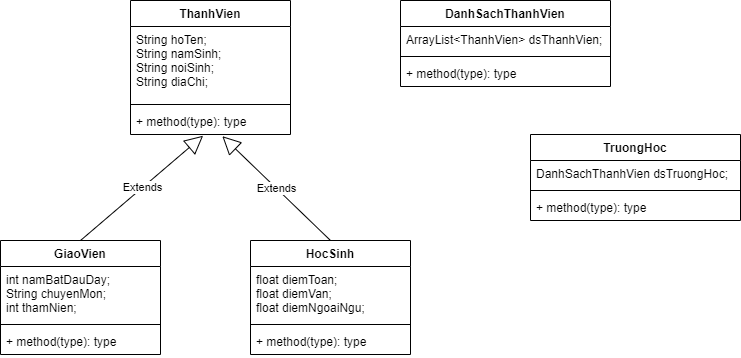 ThanhVien
String hoTen;
String namSinh;
String noiSinh;
String diaChi;
+ method(type): type
DanhSachThanhVien
ArrayList<ThanhVien> dsThanhVien;
+ method(type): type
TruongHoc
DanhSachThanhVien dsTruongHoc;
+ method(type): type
Extends
Extends
GiaoVien
int namBatDauDay;
String chuyenMon;
int thamNien;
+ method(type): type
HocSinh
float diemToan;
float diemVan;
float diemNgoaiNgu;
+ method(type): type